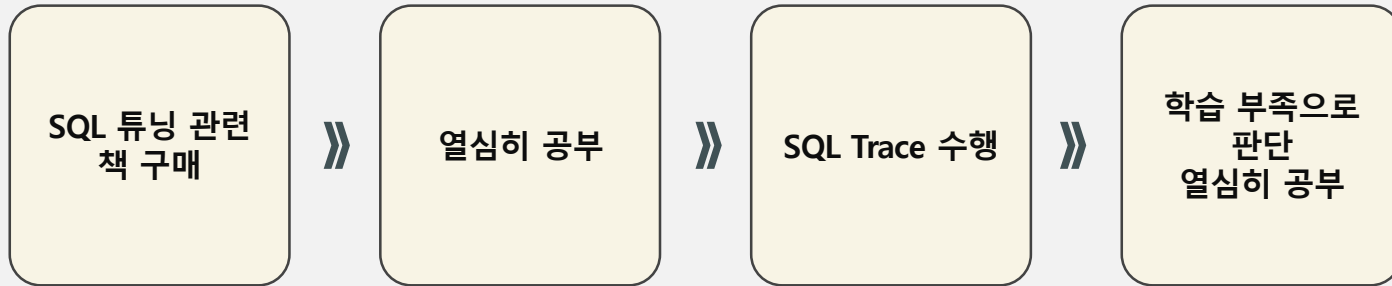 SQL 튜닝 관련
책 구매
열심히 공부
SQL Trace 수행
학습 부족으로
판단
열심히 공부